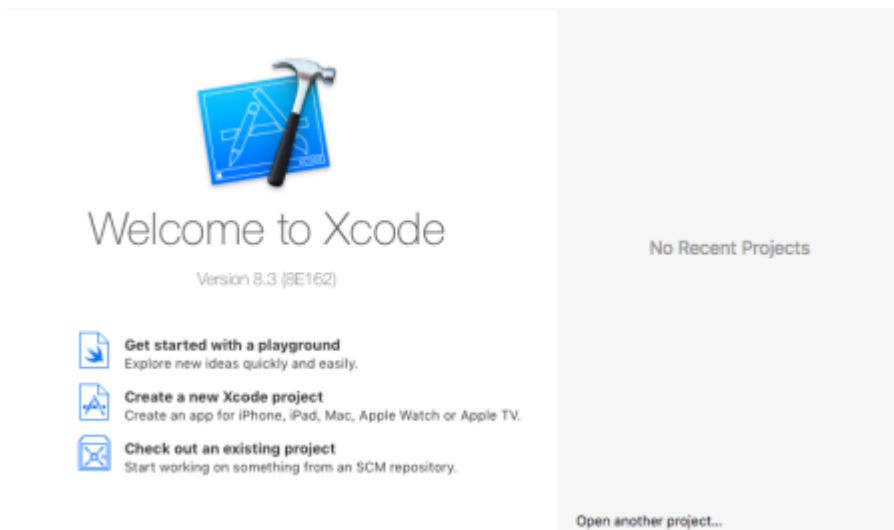 XCODE
Welcome to Xcode
Version 8.3 (8E162)
Get started with a playground
Explore new ideas quickly and easily.
Create a new Xcode project
Create an app for iPhone, iPad, Mac, Apple Watch or Apple TV.
Check out an existing project
Start working on something from an SCM repository.
No Recent Projects
Open another project...